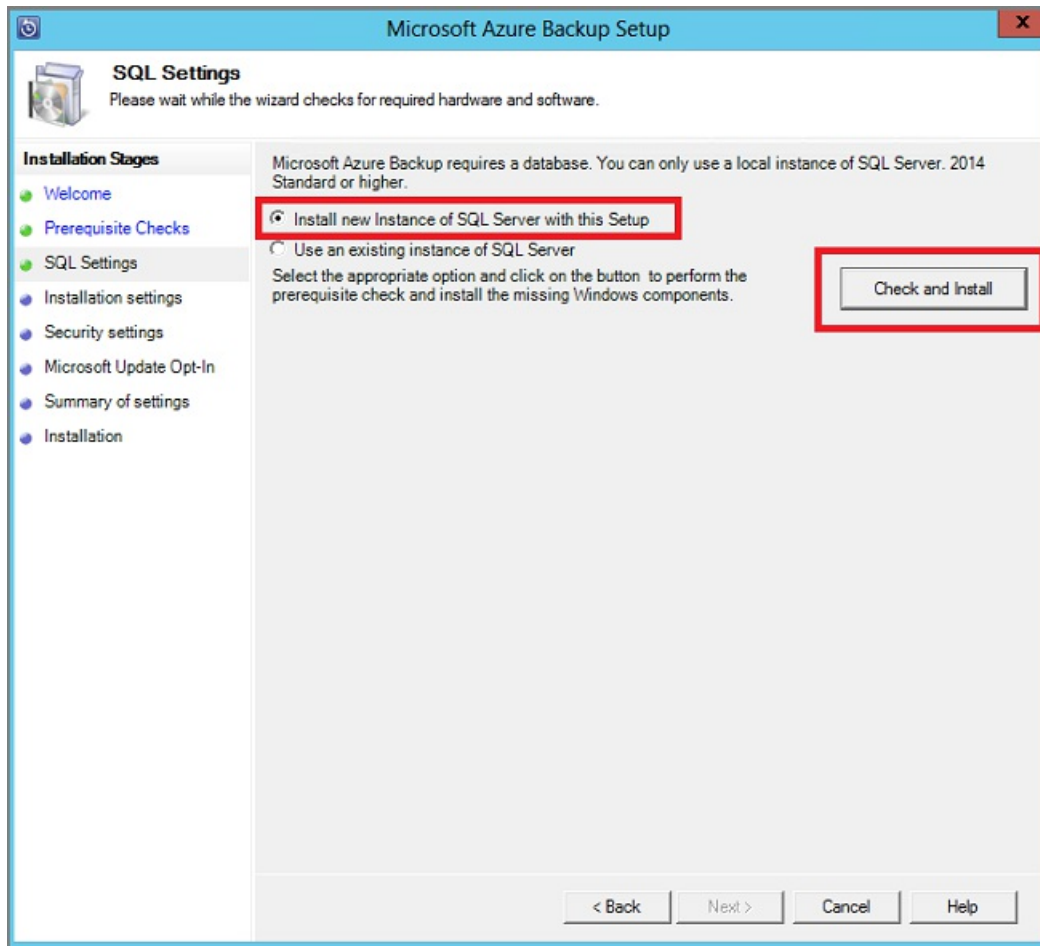 Microsoft Azure Backup Setup
X
SQL Settings
Please wait while the wizard checks for required hardware and software.
Installation Stages
Welcome
Prerequisite Checks
SQL Settings
Installation settings
Security settings
Microsoft Update Opt-In
Summary of settings
Installation
Microsoft Azure Backup requires a database. You can only use a local instance of SQL Server. 2014
Standard or higher.
Install new Instance of SQL Server with this Setup
Use an existing instance of SQL Server
Select the appropriate option and click on the button to perform the
prerequisite check and install the missing Windows components.
Check and Install
< Back
Next >
Cancel
Help